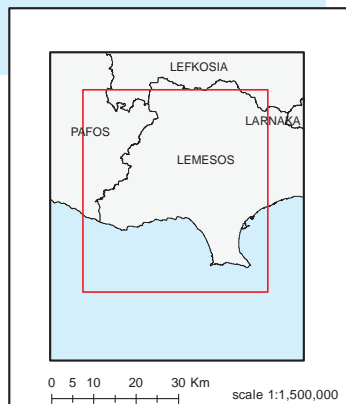 LEFKOSIA
LARNAKA
PAFOS
LEMESOS
0 5 10 20 30 Km
scale 1:1,500,000